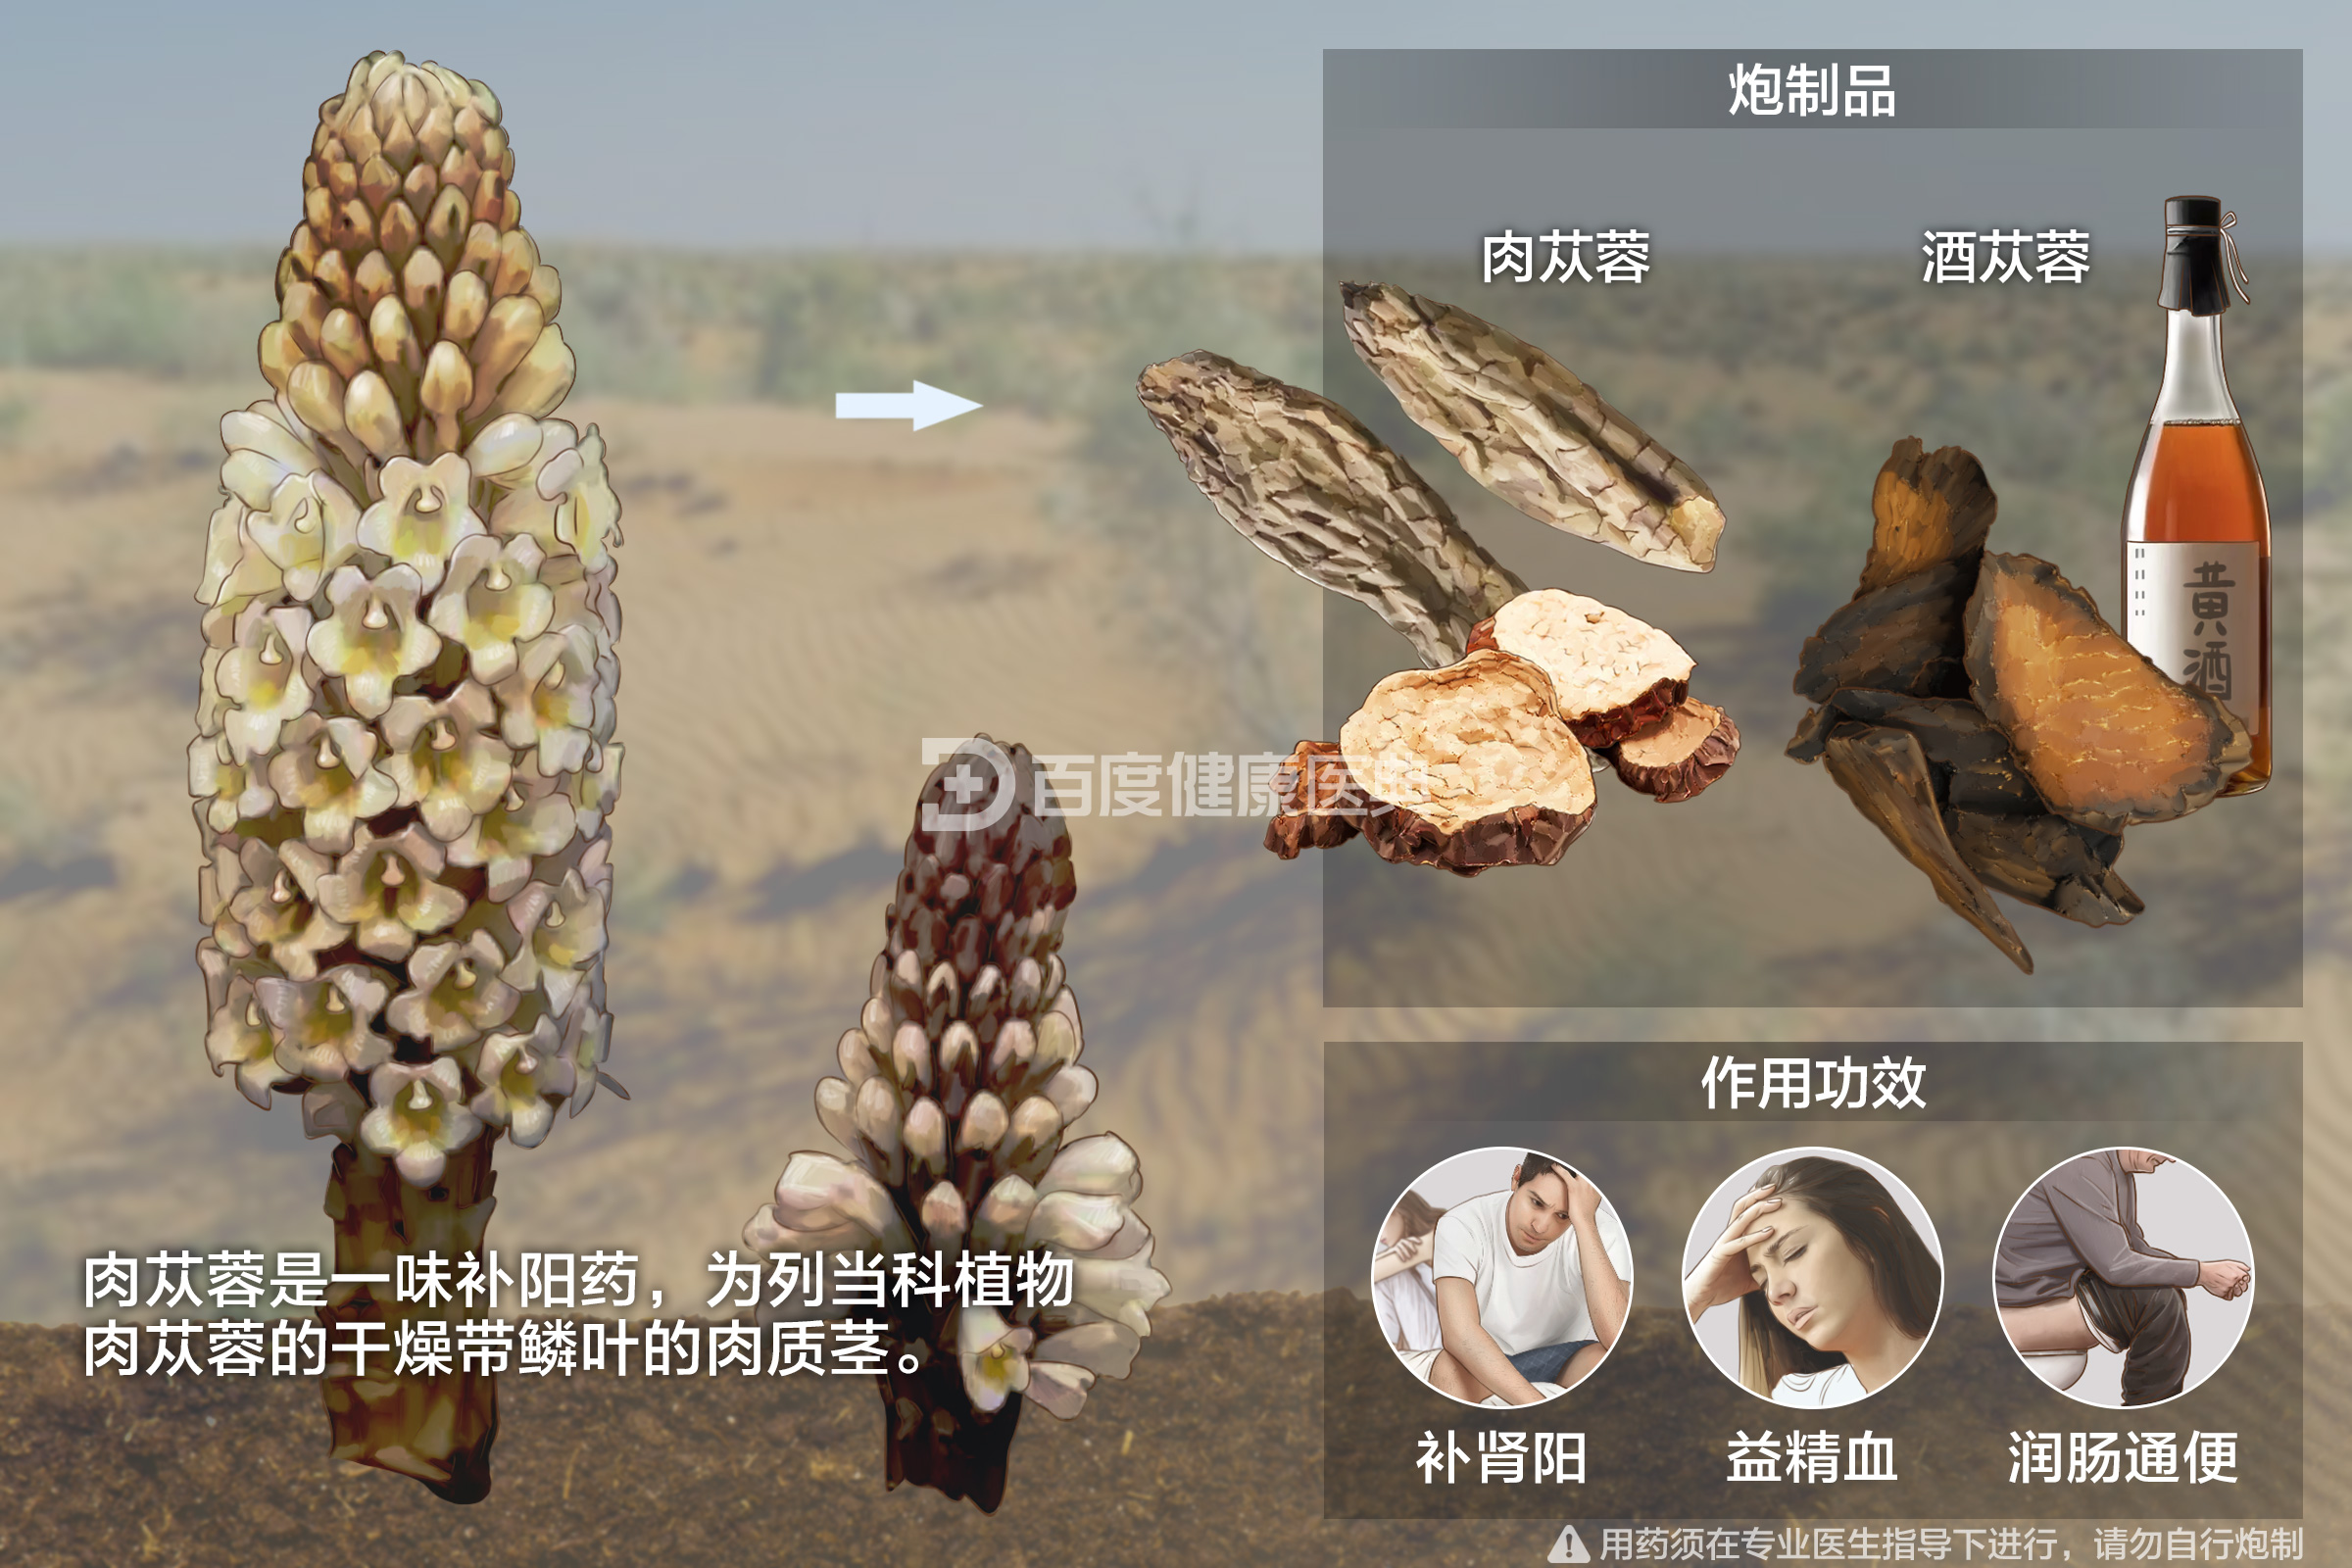 炮制品
肉苁蓉
酒苁蓉
黄酒
百度健康医典
肉苁蓉是一味补阳药，为列当科植物
肉苁蓉的干燥带鳞叶的肉质茎。
作用功效
补肾阳
益精血
润肠通便
用药须在专业医生指导下进行，请勿自行炮制